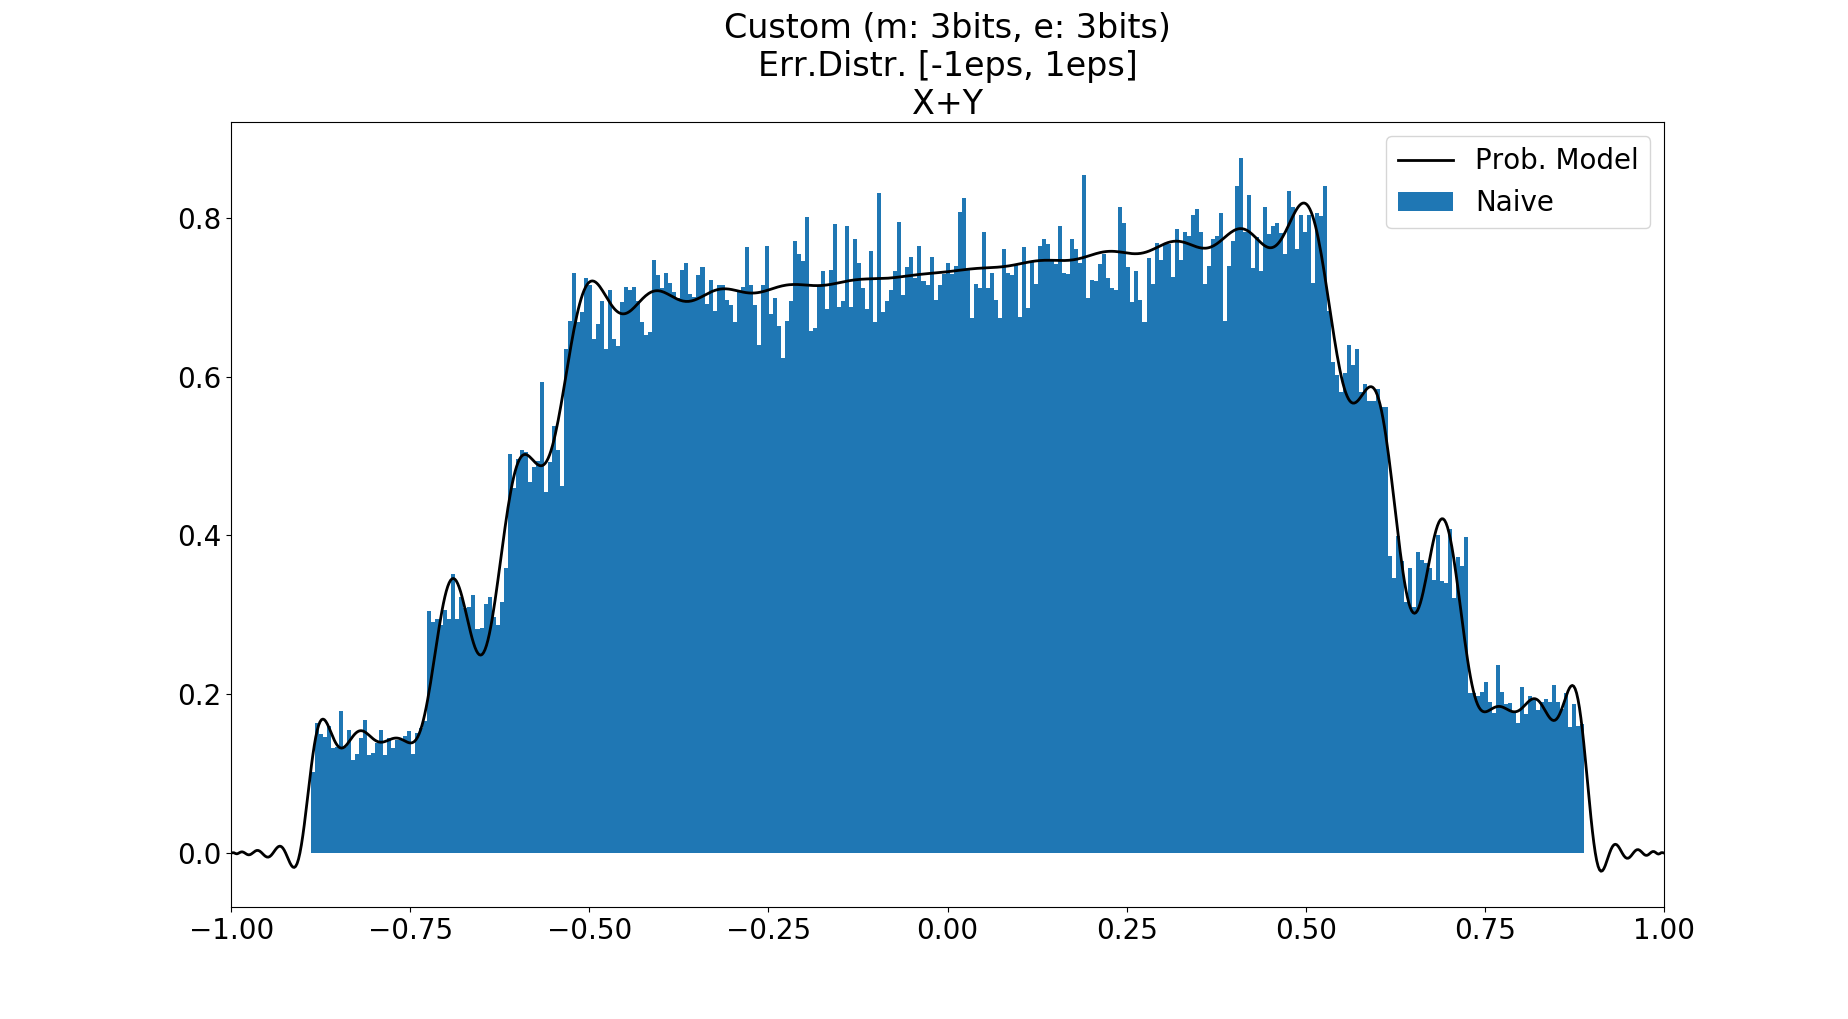 Custom (m: 3bits, e: 3bits)
Err.Distr. [-1eps, 1eps]
X+Y
Prob. Model
Naive
0.8
0.6
0.4
0.2
0.0
−1.00 −0.75 −0.50 −0.25 0.00 0.25 0.50 0.75 1.00